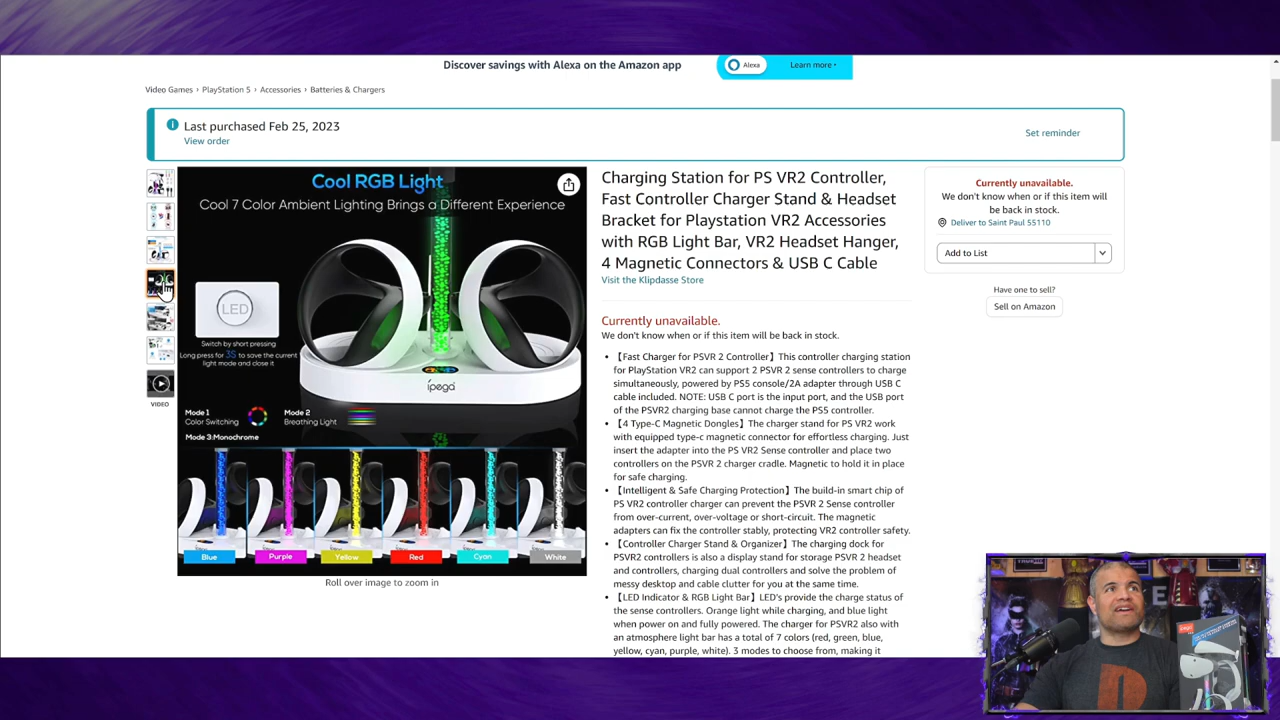 Discover savings with Alexa on the Amazon app
Alexa
Learn more
Video Games › PlayStation 5 › Accessories › Batteries & Chargers
Last purchased Feb 25, 2023
View order
Set reminder
Cool RGB Light
Cool 7 Color Ambient Lighting Brings a Different Experience
LED
Switch by short pressing
Long press for 3S to save the current
light mode and close it
ipega
Mode 1
Color Switching
Mode 2
Breathing Light
Mode 3:Monochrome
Blue
Purple
Yellow
Red
Cyan
White
VIDEO
Roll over image to zoom in
Charging Station for PS VR2 Controller,
Fast Controller Charger Stand & Headset
Bracket for Playstation VR2 Accessories
with RGB Light Bar, VR2 Headset Hanger,
4 Magnetic Connectors & USB C Cable
Visit the Klipdasse Store
Currently unavailable.
We don't know when or if this item will be back in stock.
• 【Fast Charger for PSVR 2 Controller】This controller charging station
for PlayStation VR2 can support 2 PSVR 2 sense controllers to charge
simultaneously, powered by PS5 console/2A adapter through USB C
cable included. NOTE: USB C port is the input port, and the USB port
of the PSVR2 charging base cannot charge the PS5 controller.
• 【4 Type-C Magnetic Dongles】The charger stand for PS VR2 work
with equipped type-c magnetic connector for effortless charging. Just
insert the adapter into the PS VR2 Sense controller and place two
controllers on the PSVR 2 charger cradle. Magnetic to hold it in place
for safe charging.
• 【Intelligent & Safe Charging Protection】The build-in smart chip of
PS VR2 controller charger can prevent the PSVR 2 Sense controller
from over-current, over-voltage or short-circuit. The magnetic
adapters can fix the controller stably, protecting VR2 controller safety.
• 【Controller Charger Stand & Organizer】The charging dock for
PSVR2 controllers is also a display stand for storage PSVR 2 headset
and controllers, charging dual controllers and solve the problem of
messy desktop and cable clutter for you at the same time.
• 【LED Indicator & RGB Light Bar】LED's provide the charge status of
the sense controllers. Orange light while charging, and blue light
when power on and fully powered. The charger for PSVR2 also with
an atmosphere light bar has a total of 7 colors (red, green, blue,
yellow, cyan, purple, white). 3 modes to choose from, making it
Currently unavailable.
We don't know when or if this item will
be back in stock.
Deliver to Saint Paul 55110
Add to List
Have one to sell?
Sell on Amazon